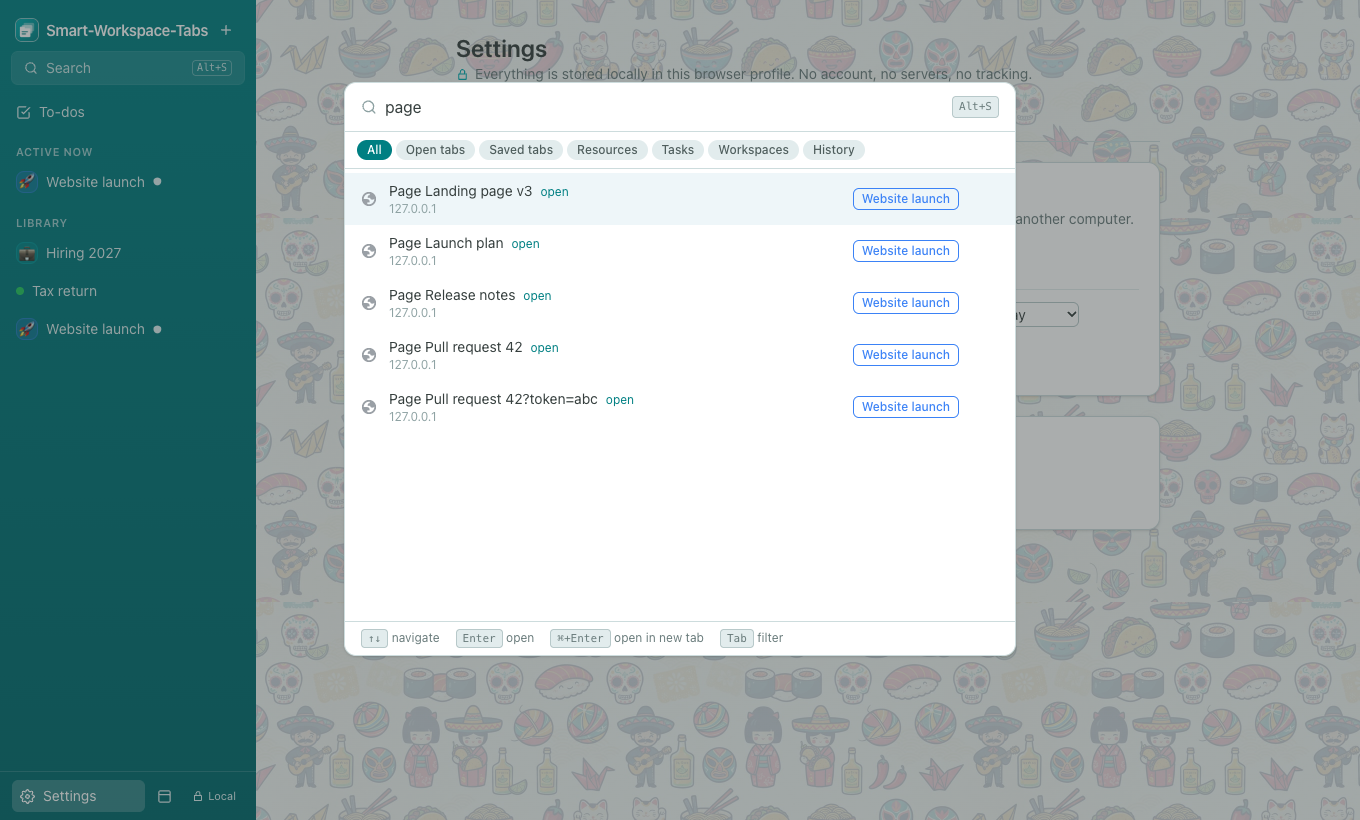 Smart-Workspace-Tabs +
Search Alt+S
To-dos
ACTIVE NOW
Website launch
LIBRARY
Hiring 2027
Tax return
Website launch
Settings
Local
Settings
Everything is stored locally in this browser profile. No account, no servers, no tracking.
another computer.
ay
page Alt+S
All Open tabs Saved tabs Resources Tasks Workspaces History
Page Landing page v3 open
127.0.0.1
Website launch
Page Launch plan open
127.0.0.1
Website launch
Page Release notes open
127.0.0.1
Website launch
Page Pull request 42 open
127.0.0.1
Website launch
Page Pull request 42?token=abc open
127.0.0.1
Website launch
↑↓ navigate Enter open ⌘+Enter open in new tab Tab filter